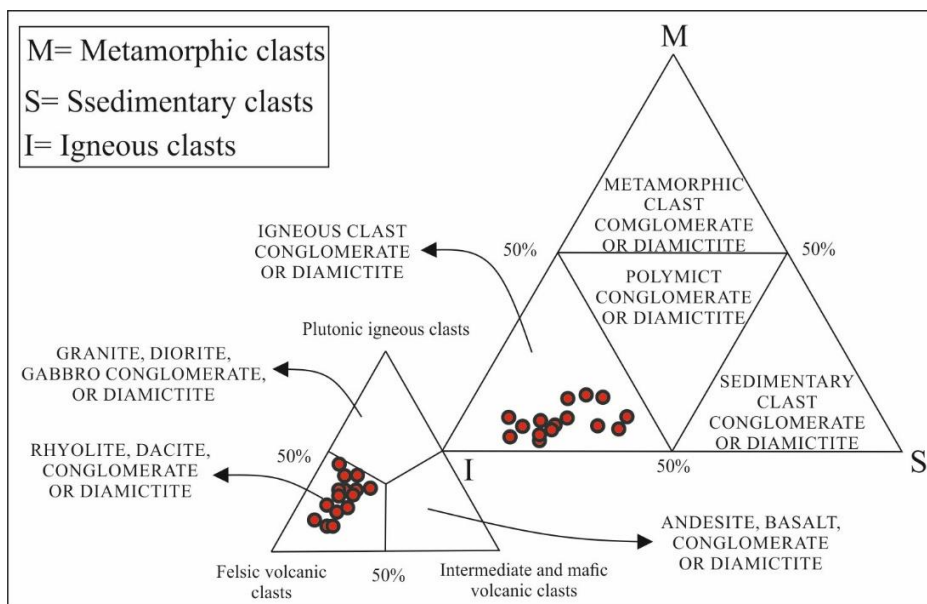 M= Metamorphic clasts
S= Ssedimentary clasts
I= Igneous clasts
M
METAMORPHIC
CLAST
COMGLOMERATE
OR DIAMICTITE
IGNEOUS CLAST
CONGLOMERATE
OR DIAMICTITE
50%
50%
POLYMICT
CONGLOMERATE
OR DIAMICTITE
Plutonic igneous clasts
GRANITE, DIORITE,
GABBRO CONGLOMERATE,
OR DIAMICTITE
SEDIMENTARY
CLAST
CONGLOMERATE
OR DIAMICTITE
RHYOLITE, DACITE,
CONGLOMERATE
OR DIAMICTITE
50%
I
50%
S
ANDESITE, BASALT,
CONGLOMERATE
OR DIAMICTITE
Felsic volcanic
clasts
50%
Intermediate and mafic
volcanic clasts